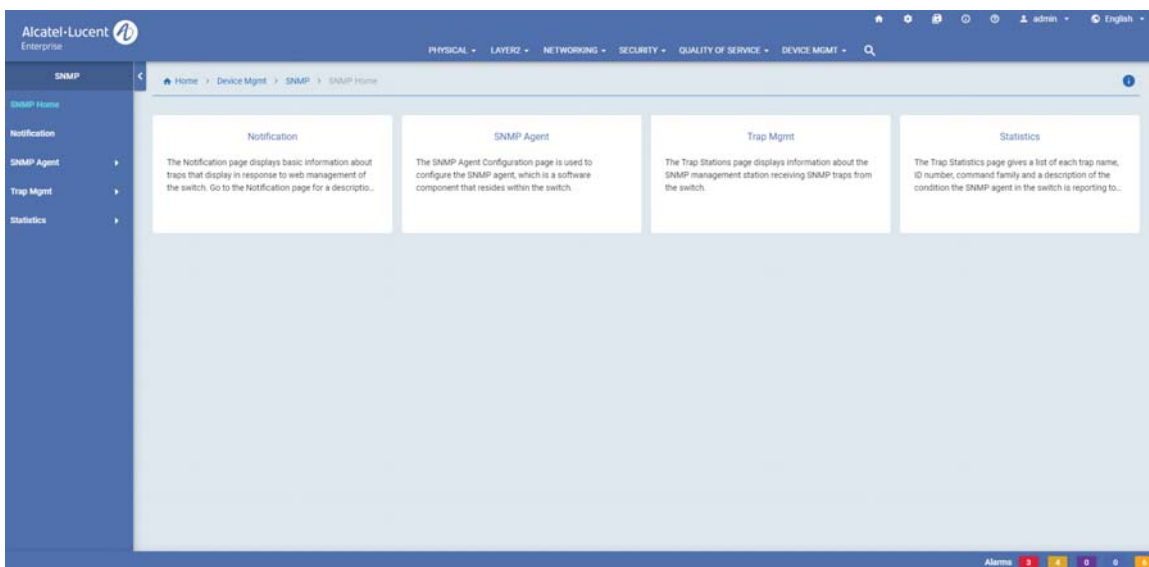 Alcatel·Lucent
Enterprise
admin
English
PHYSICAL
LAYER2
NETWORKING
SECURITY
QUALITY OF SERVICE
DEVICE MGMT
SNMP
Home > Device Mgmt > SNMP > SNMP Home
SNMP Home
Notification
SNMP Agent
Trap Mgmt
Statistics
Notification
The Notification page displays basic information about
traps that display in response to web management of
the switch. Go to the Notification page for a descriptio...
SNMP Agent
The SNMP Agent Configuration page is used to
configure the SNMP agent, which is a software
component that resides within the switch.
Trap Mgmt
The Trap Stations page displays information about the
SNMP management station receiving SNMP traps from
the switch.
Statistics
The Trap Statistics page gives a list of each trap name,
ID number, command family and a description of the
condition the SNMP agent in the switch is reporting to...
Alarms 3 4 0 0 6